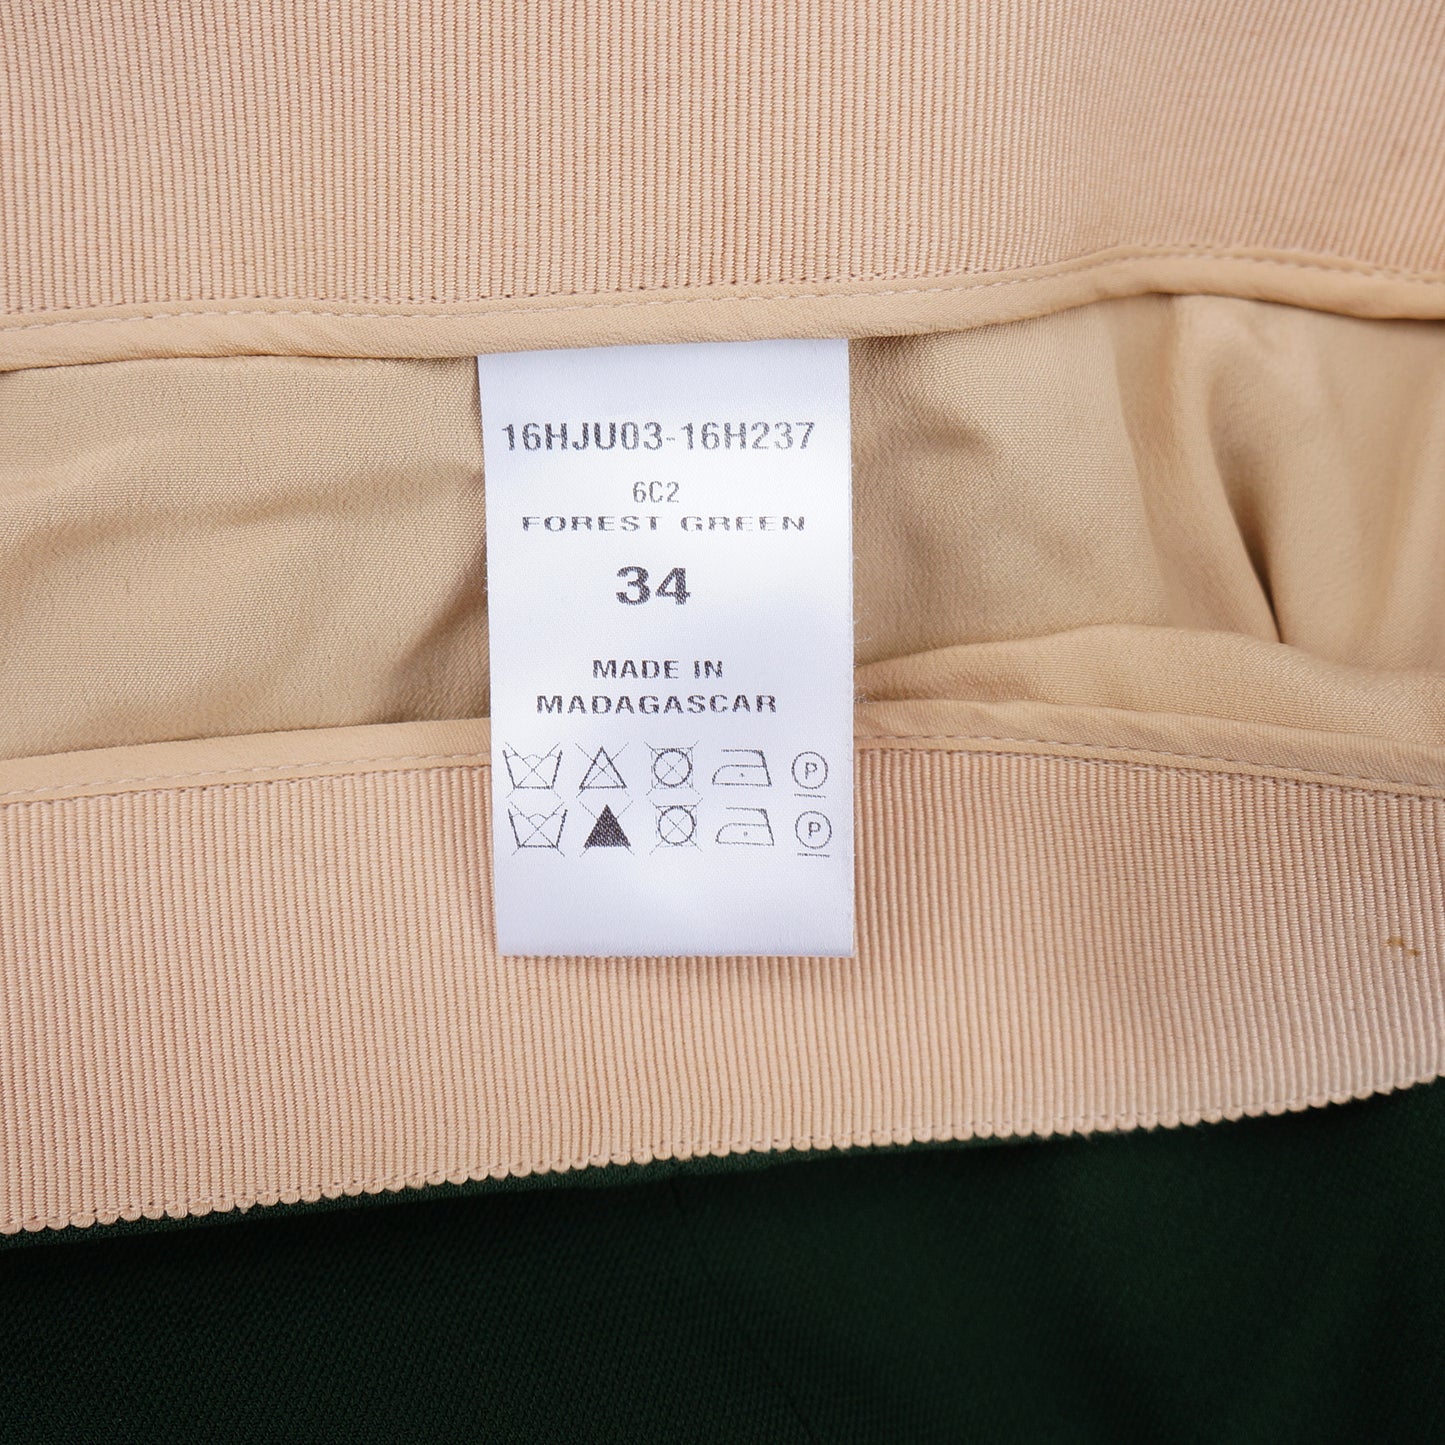 16HJU03-16H237
6C2
FOREST GREEN
34
MADE IN
MADAGASCAR
P
P